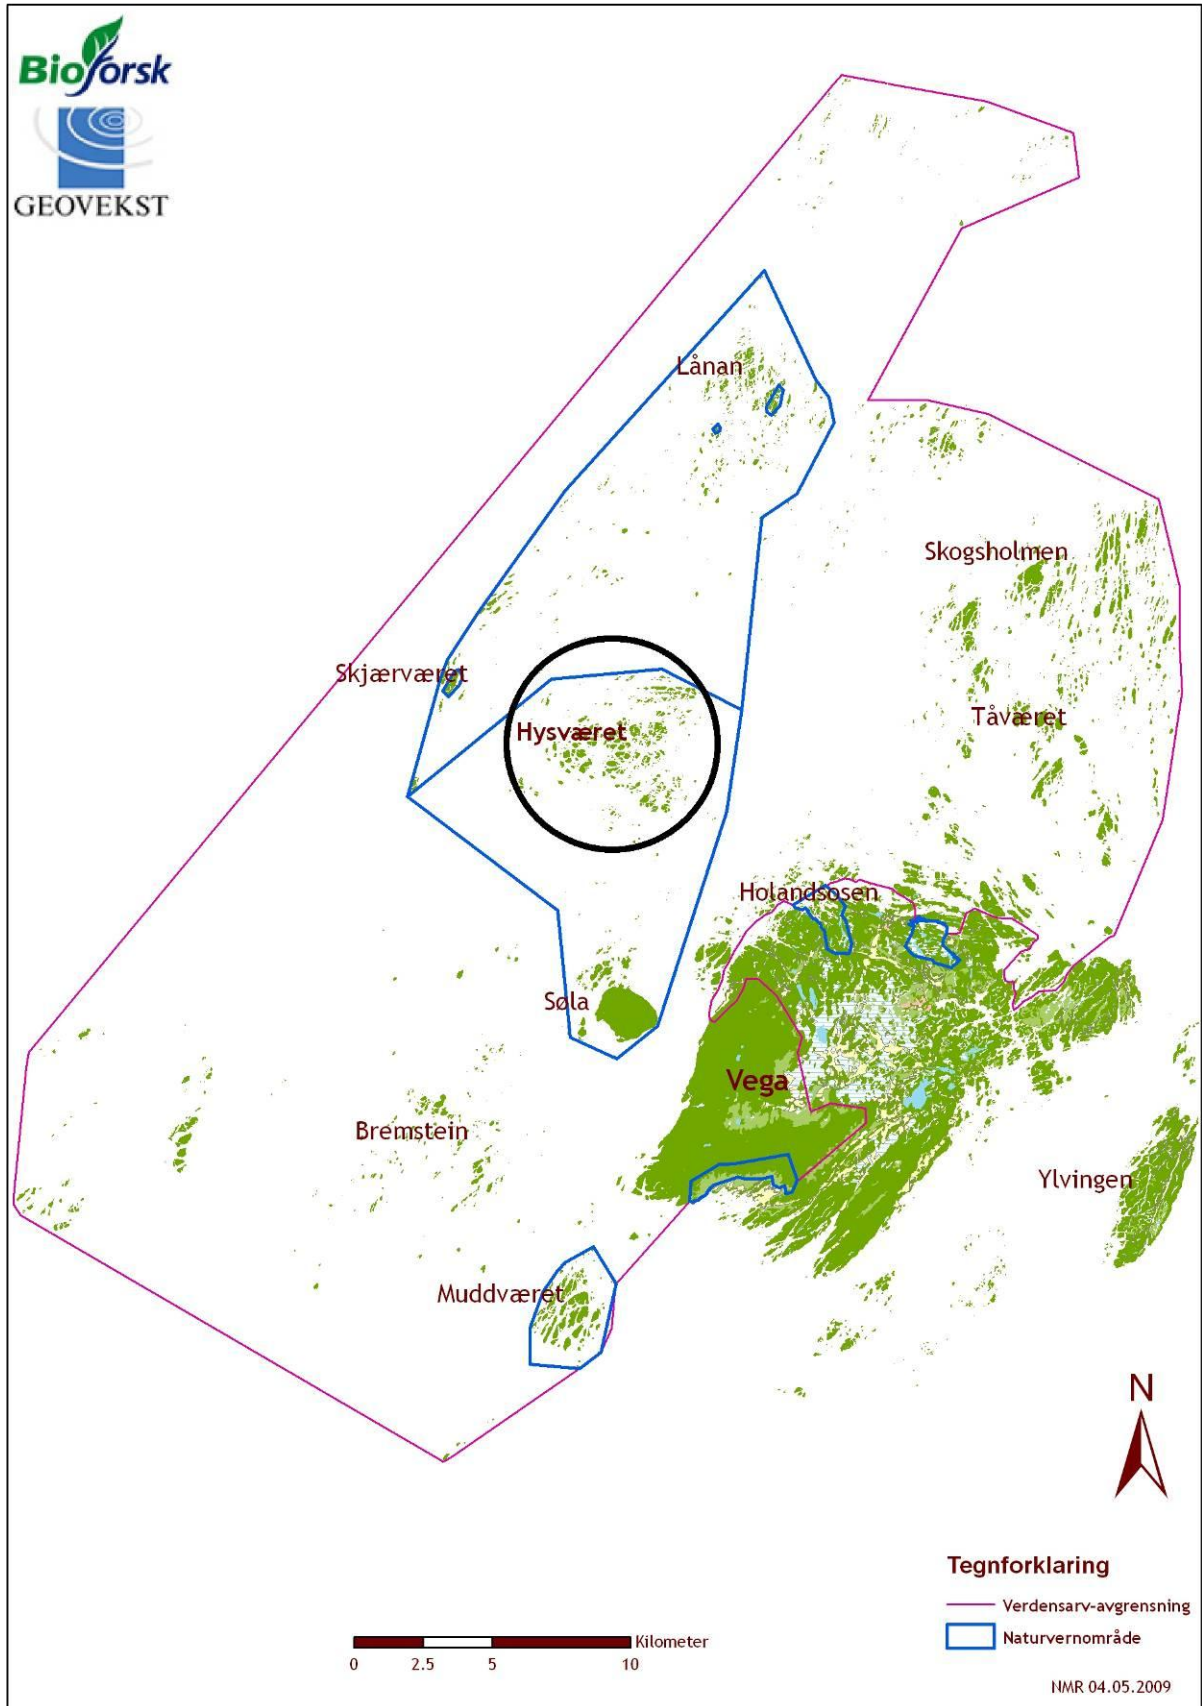 Bioforsk
GEOVEKST
Lånan
Skogsholmen
Skjærværet
Tåværet
Hysværet
Holandsosen
Søla
Vega
Bremstein
Ylvingen
Muddværet
N
Tegnforklaring
Verdensarv-avgrensning
Kilometer
Naturvernområde
0 2.5 5 10
NMR 04.05.2009